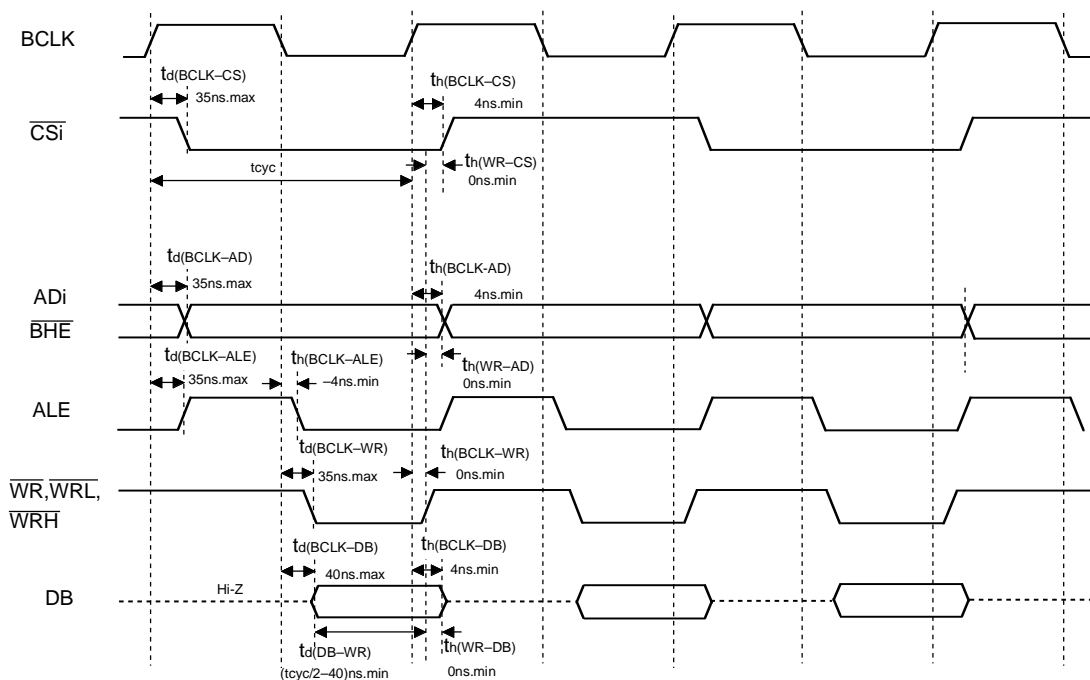 BCLK
td(BCLK–CS)
35ns.max
th(BCLK–CS)
4ns.min
CSi
th(WR–CS)
0ns.min
tcyc
td(BCLK–AD)
35ns.max
th(BCLK-AD)
4ns.min
ADi
BHE
td(BCLK–ALE)
35ns.max
th(BCLK–ALE)
–4ns.min
th(WR–AD)
0ns.min
ALE
td(BCLK–WR)
35ns.max
th(BCLK–WR)
0ns.min
WR,WRL,
WRH
td(BCLK–DB)
40ns.max
th(BCLK–DB)
4ns.min
DB
Hi-Z
td(DB–WR)
(tcyc/2–40)ns.min
th(WR–DB)
0ns.min